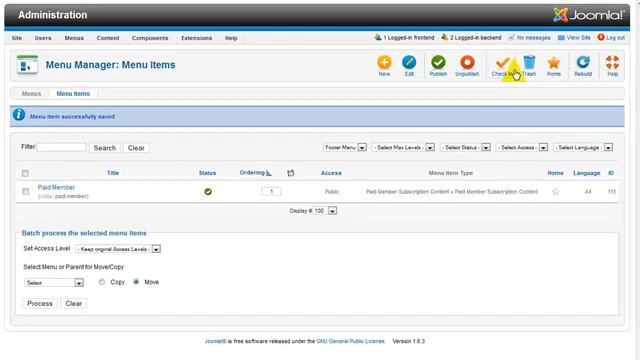 Administration
Joomla!®
Site Users Menus Content Components Extensions Help
1 Logged-in frontend 2 Logged-in backend No messages View Site Log out
Menu Manager: Menu Items
New Edit Publish Unpublish Trash Home Rebuild Help
Menus Menu Items
Menu item successfully saved
Filter: Search Clear Footer Menu - Select Max Levels - - Select Status - - Select Access - - Select Language -
Title Status Ordering Access Menu Item Type Home Language ID
Paid Member 1 Public Paid Member Subscription Content » Paid Member Subscription Content All 115
(Alias: paid-member)
Display # 100
Batch process the selected menu items
Set Access Level - Keep original Access Levels -
Select Menu or Parent for Move/Copy
Select Copy Move
Process Clear
Joomla!® is free software released under the GNU General Public License. Version 1.6.3